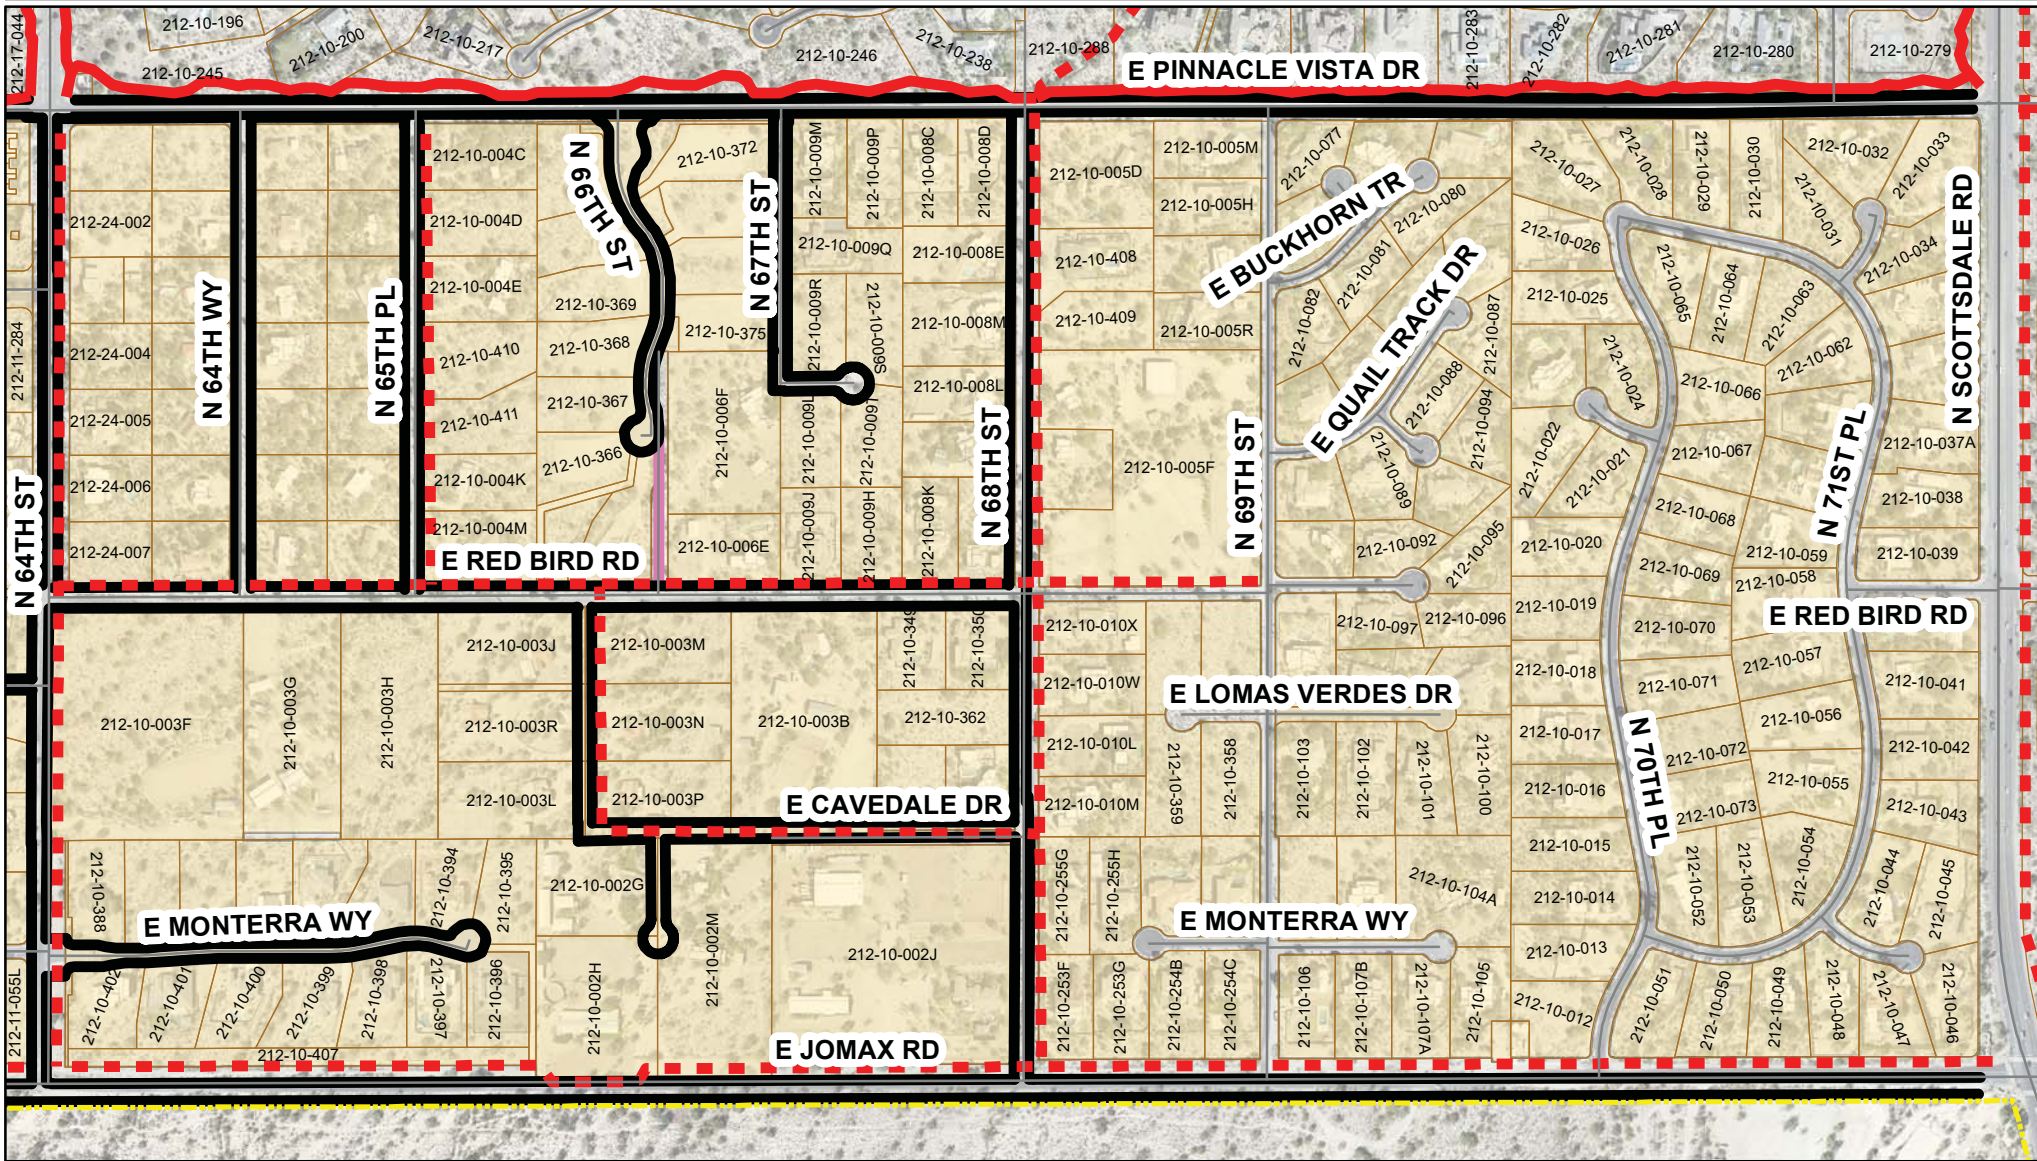 212-17-044
212-10-196
212-10-200
212-10-217
212-10-245
212-10-246
212-10-238
212-10-288
212-10-283
212-10-282
212-10-281
212-10-280
212-10-279
E PINNACLE VISTA DR
212-10-004C
212-10-372
212-10-009M
212-10-009P
212-10-008C
212-10-008D
212-10-005D
212-10-005M
212-10-077
212-10-027
212-10-028
212-10-029
212-10-030
212-10-032
212-10-033
N 66TH ST
N 67TH ST
E BUCKHORN TR
212-10-080
212-10-031
N SCOTTSDALE RD
212-24-002
212-10-004D
212-10-009Q
212-10-008E
212-10-005H
212-10-408
212-10-081
212-10-026
212-10-065
212-10-064
212-10-063
212-10-034
N 64TH WY
N 65TH PL
212-10-004E
212-10-369
212-10-009R
212-10-009S
212-10-008M
212-10-409
212-10-005R
212-10-082
E QUAIL TRACK DR
212-10-087
212-10-025
212-11-284
212-24-004
212-10-410
212-10-368
212-10-375
212-10-062
212-10-024
212-10-066
212-24-005
212-10-411
212-10-367
212-10-006F
212-10-009L
212-10-009J
212-10-008L
N 68TH ST
212-10-088
212-10-094
212-10-022
212-10-021
212-10-067
N 71ST PL
212-10-037A
212-24-006
212-10-004K
212-10-366
212-10-005F
N 69TH ST
212-10-089
212-10-068
212-10-038
N 64TH ST
212-24-007
212-10-004M
E RED BIRD RD
212-10-006E
212-10-009J
212-10-009H
212-10-008K
212-10-092
212-10-095
212-10-020
212-10-069
212-10-059
212-10-058
212-10-039
212-10-003J
212-10-003M
212-10-349
212-10-350
212-10-010X
212-10-097
212-10-096
212-10-019
212-10-070
E RED BIRD RD
212-10-003F
212-10-003G
212-10-003H
212-10-003R
212-10-003N
212-10-003B
212-10-362
212-10-010W
E LOMAS VERDES DR
212-10-018
212-10-071
212-10-057
212-10-041
212-10-010L
212-10-359
212-10-358
212-10-103
212-10-102
212-10-101
212-10-100
212-10-017
N 70TH PL
212-10-072
212-10-056
212-10-042
212-10-003L
212-10-003P
E CAVEDALE DR
212-10-010M
212-10-016
212-10-073
212-10-055
212-10-043
212-10-388
212-10-394
212-10-395
212-10-002G
212-10-255G
212-10-255H
212-10-104A
212-10-015
212-10-014
212-10-052
212-10-053
212-10-054
212-10-044
212-10-045
E MONTERRA WY
212-10-002M
212-10-002J
E MONTERRA WY
212-10-013
212-11-055L
212-10-402
212-10-401
212-10-400
212-10-399
212-10-398
212-10-397
212-10-396
212-10-002H
212-10-253F
212-10-253G
212-10-254B
212-10-254C
212-10-106
212-10-107B
212-10-107A
212-10-105
212-10-012
212-10-051
212-10-050
212-10-049
212-10-048
212-10-047
212-10-046
212-10-407
E JOMAX RD